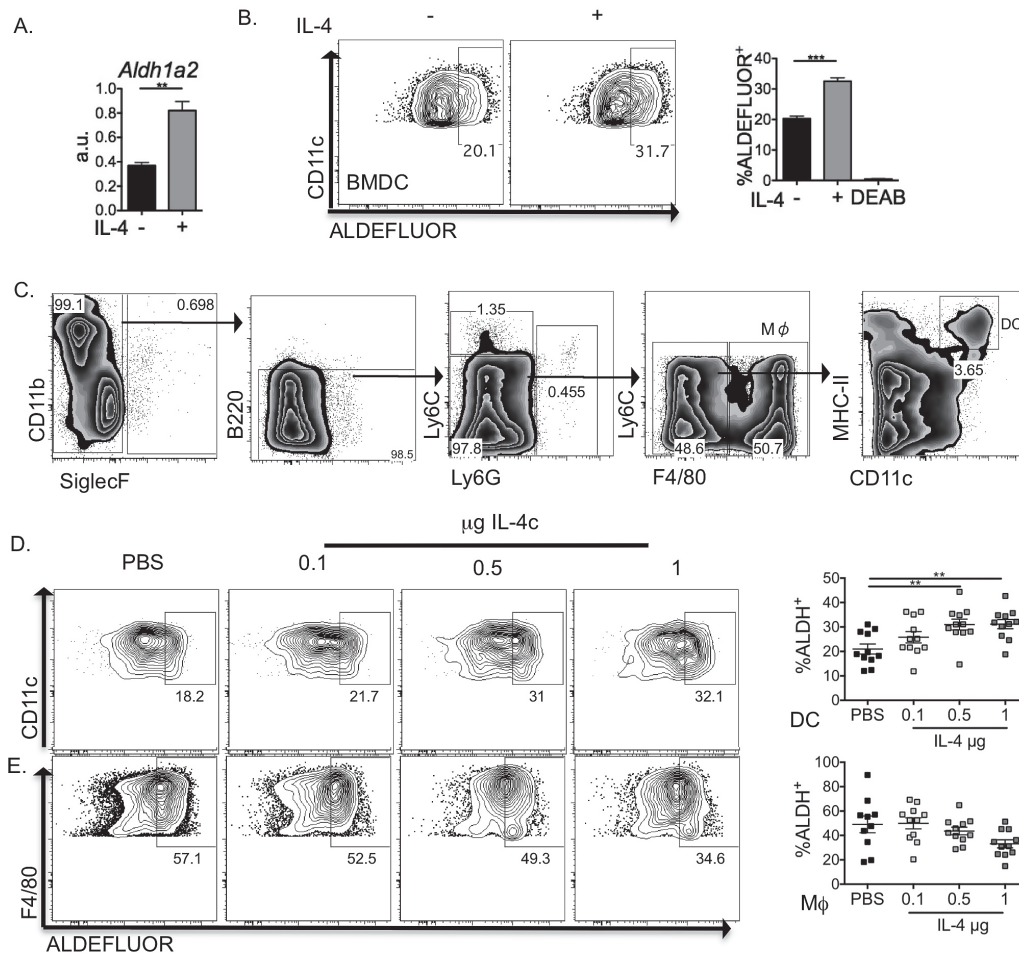 A.
Aldh1a2
**
a.u.
1.0
0.8
0.6
0.4
0.2
0.0
IL-4 - +
B.
IL-4 - +
CD11c
20.1
31.7
BMDC
ALDEFLUOR
%ALDEFLUOR+
***
40
30
20
10
0
IL-4 - + DEAB
C.
99.1
0.698
CD11b
SiglecF
B220
98.5
1.35
0.455
97.8
Ly6C
Ly6G
Mφ
48.6
50.7
Ly6C
F4/80
DC
3.65
MHC-II
CD11c
μg IL-4c
D.
PBS 0.1 0.5 1
CD11c
18.2
21.7
31
32.1
%ALDH+
**
**
50
40
30
20
10
0
DC
PBS 0.1 0.5 1
IL-4 μg
E.
F4/80
57.1
52.5
49.3
34.6
ALDEFLUOR
%ALDH+
100
80
60
40
20
0
Mφ
PBS 0.1 0.5 1
IL-4 μg